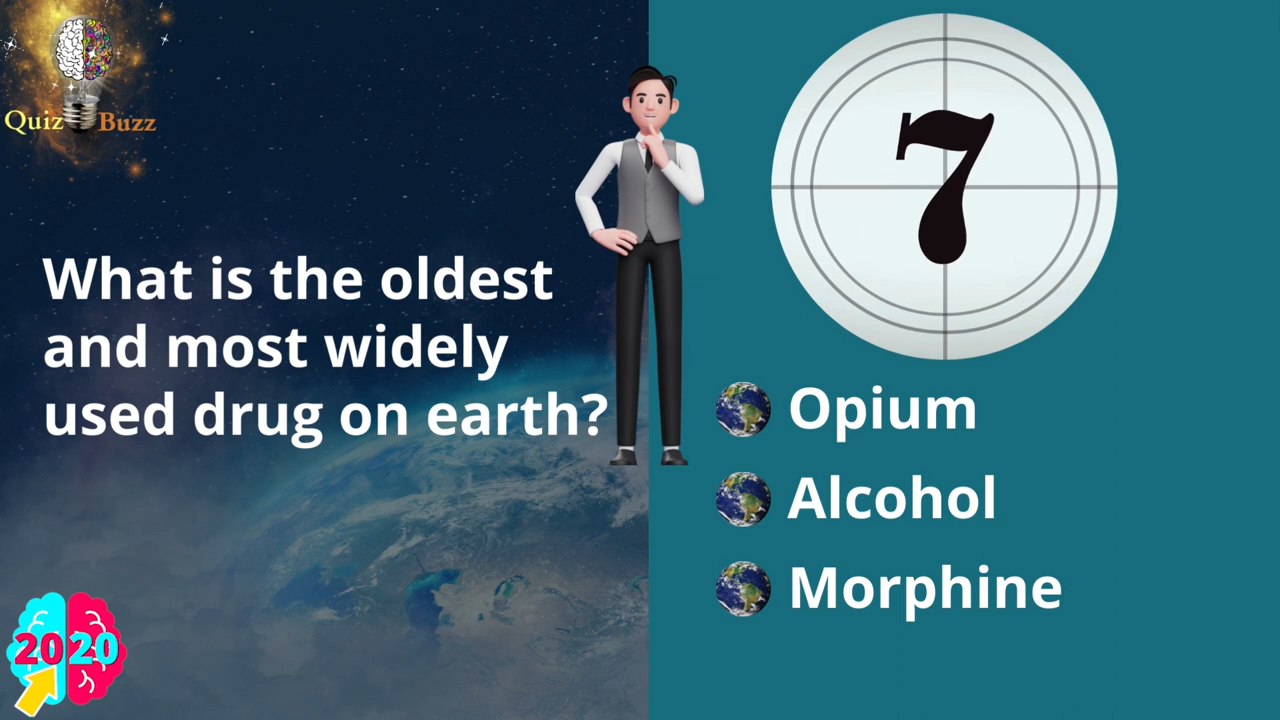 Quiz Buzz
What is the oldest
and most widely
used drug on earth?
7
Opium
Alcohol
Morphine
2020